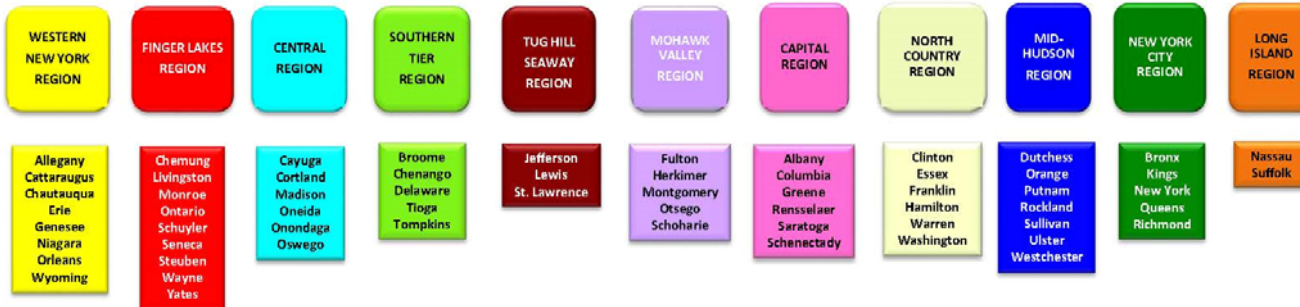 WESTERN
NEW YORK
REGION
FINGER LAKES
REGION
CENTRAL
REGION
SOUTHERN
TIER
REGION
TUG HILL
SEAWAY
REGION
MOHAWK
VALLEY
REGION
CAPITAL
REGION
NORTH
COUNTRY
REGION
MID-
HUDSON
REGION
NEW YORK
CITY
REGION
LONG
ISLAND
REGION
Allegany
Cattaraugus
Chautauqua
Erie
Genesee
Niagara
Orleans
Wyoming
Chemung
Livingston
Monroe
Ontario
Schuyler
Seneca
Steuben
Wayne
Yates
Cayuga
Cortland
Madison
Oneida
Onondaga
Oswego
Broome
Chenango
Delaware
Tioga
Tompkins
Jefferson
Lewis
St. Lawrence
Fulton
Herkimer
Montgomery
Otsego
Schoharie
Albany
Columbia
Greene
Rensselaer
Saratoga
Schenectady
Clinton
Essex
Franklin
Hamilton
Warren
Washington
Dutchess
Orange
Putnam
Rockland
Sullivan
Ulster
Westchester
Bronx
Kings
New York
Queens
Richmond
Nassau
Suffolk